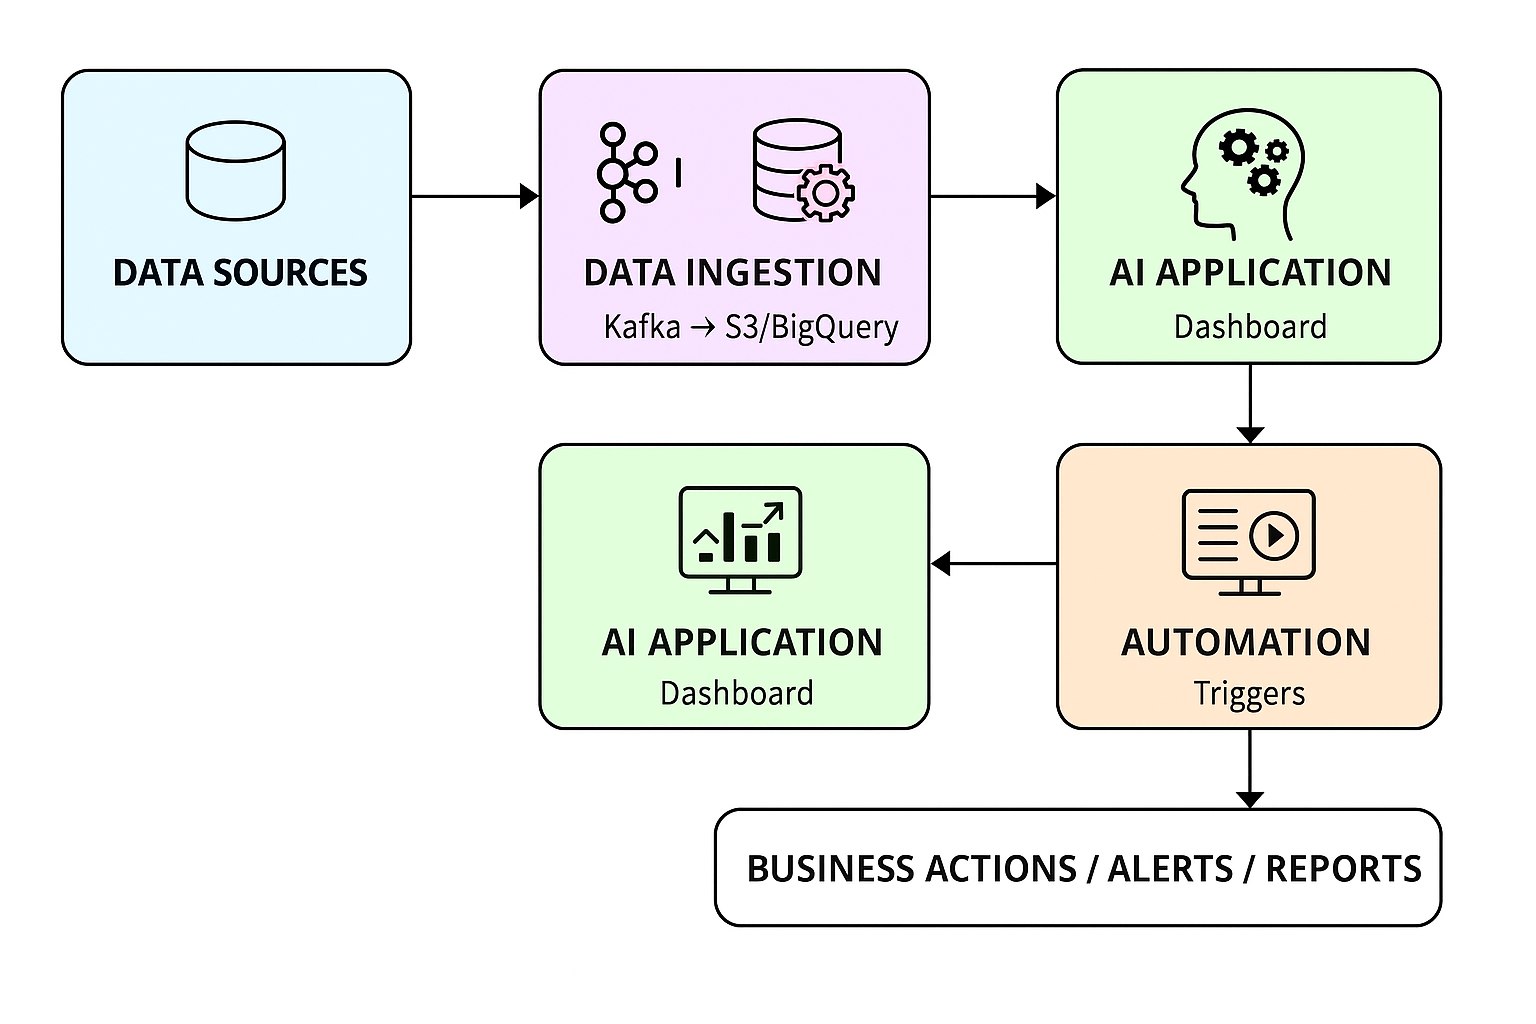 DATA SOURCES
DATA INGESTION
Kafka → S3/BigQuery
AI APPLICATION
Dashboard
AI APPLICATION
Dashboard
AUTOMATION
Triggers
BUSINESS ACTIONS / ALERTS / REPORTS